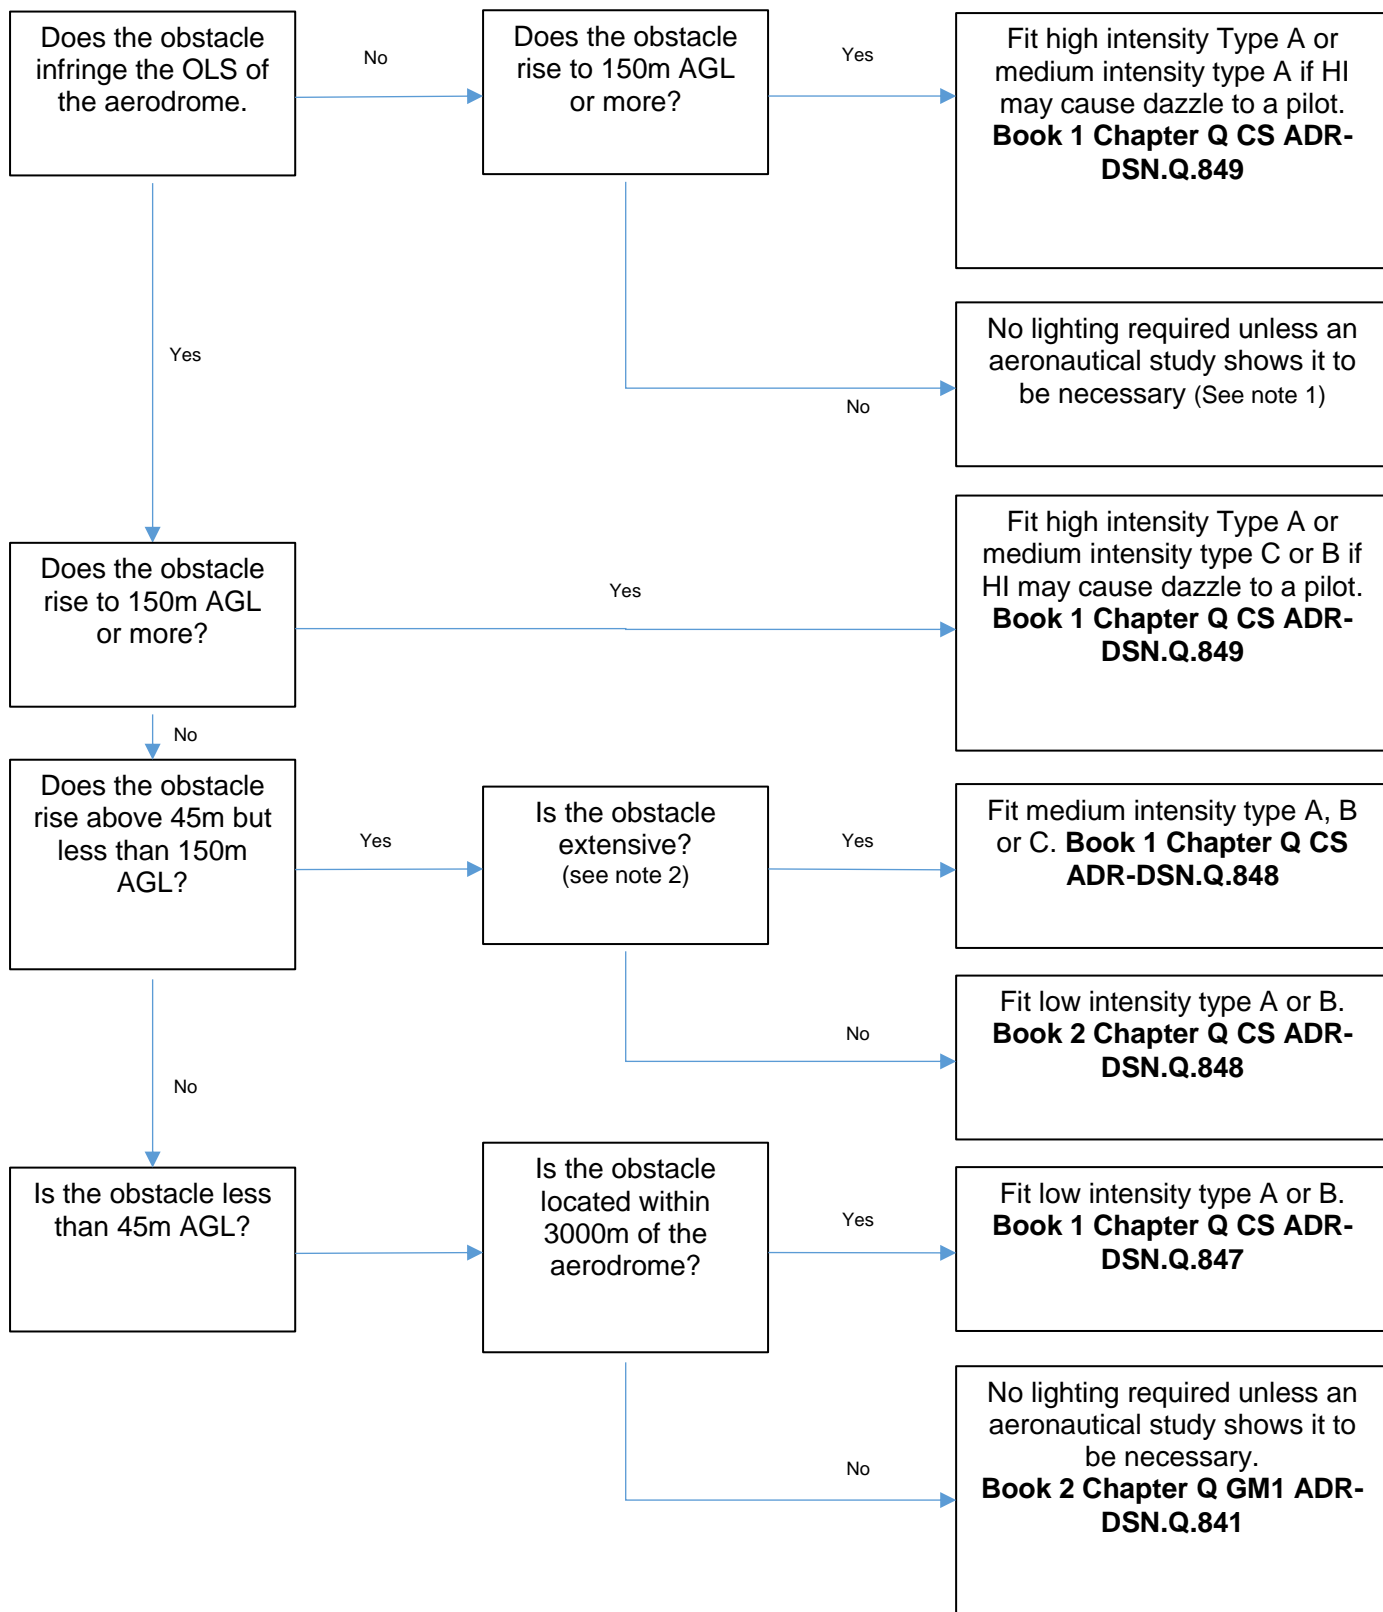 Does the obstacle
infringe the OLS of
the aerodrome.
No
Does the obstacle
rise to 150m AGL
or more?
Yes
Fit high intensity Type A or
medium intensity type A if HI
may cause dazzle to a pilot.
Book 1 Chapter Q CS ADR-
DSN.Q.849
Yes
No
No lighting required unless an
aeronautical study shows it to
be necessary (See note 1)
Does the obstacle
rise to 150m AGL
or more?
Yes
Fit high intensity Type A or
medium intensity type C or B if
HI may cause dazzle to a pilot.
Book 1 Chapter Q CS ADR-
DSN.Q.849
No
Does the obstacle
rise above 45m but
less than 150m
AGL?
Yes
Is the obstacle
extensive?
(see note 2)
Yes
Fit medium intensity type A, B
or C. Book 1 Chapter Q CS
ADR-DSN.Q.848
No
Fit low intensity type A or B.
Book 2 Chapter Q CS ADR-
DSN.Q.848
No
Is the obstacle less
than 45m AGL?
Is the obstacle
located within
3000m of the
aerodrome?
Yes
Fit low intensity type A or B.
Book 1 Chapter Q CS ADR-
DSN.Q.847
No
No lighting required unless an
aeronautical study shows it to
be necessary.
Book 2 Chapter Q GM1 ADR-
DSN.Q.841